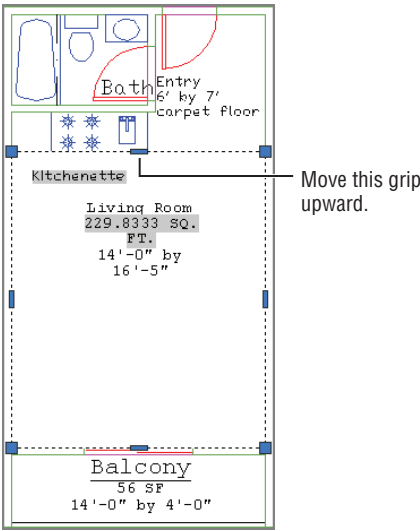 Bath
Entry
6' by 7'
carpet floor
Kitchenette
Move this grip
upward.
Living Room
229.8333 SQ.
FT.
14'-0" by
16'-5"
Balcony
56 SF
14'-0" by 4'-0"